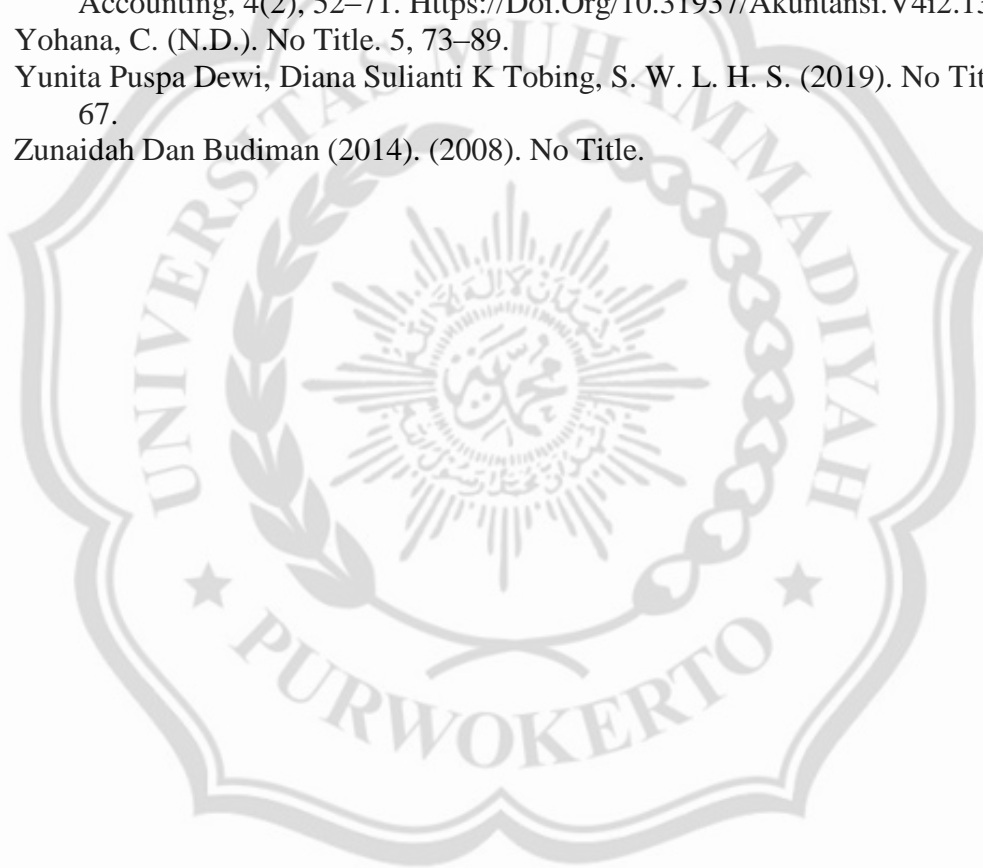 Accounting, 4(2), 52–71. Https://Doi.Org/10.31937/Akuntansi.V4i2.13
Yohana, C. (N.D.). No Title. 5, 73–89.
Yunita Puspa Dewi, Diana Sulianti K Tobing, S. W. L. H. S. (2019). No Tit
67.
Zunaidah Dan Budiman (2014). (2008). No Title.
UNIVERSITAS MUHAMMADIYAH
PURWOKERTO
محمد